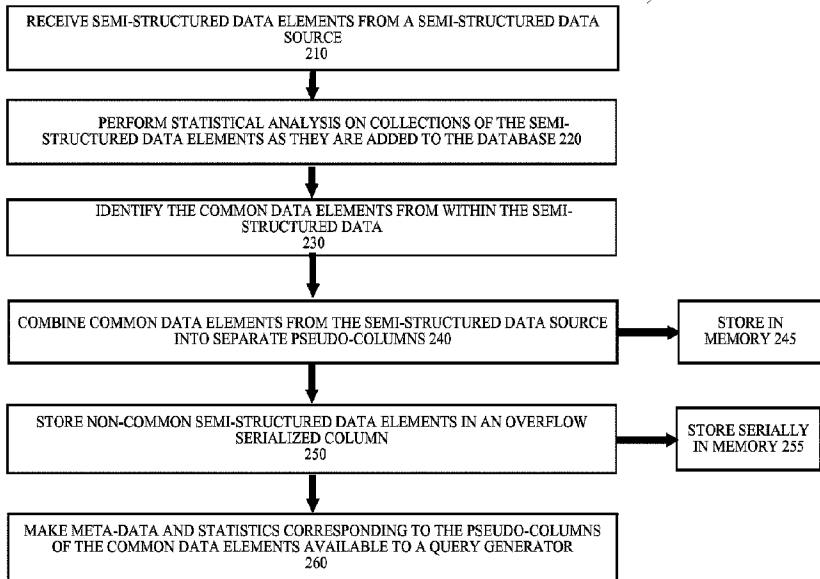 RECEIVE SEMI-STRUCTURED DATA ELEMENTS FROM A SEMI-STRUCTURED DATA
SOURCE
210
PERFORM STATISTICAL ANALYSIS ON COLLECTIONS OF THE SEMI-
STRUCTURED DATA ELEMENTS AS THEY ARE ADDED TO THE DATABASE 220
IDENTIFY THE COMMON DATA ELEMENTS FROM WITHIN THE SEMI-
STRUCTURED DATA
230
COMBINE COMMON DATA ELEMENTS FROM THE SEMI-STRUCTURED DATA SOURCE
INTO SEPARATE PSEUDO-COLUMNS 240
STORE IN
MEMORY 245
STORE NON-COMMON SEMI-STRUCTURED DATA ELEMENTS IN AN OVERFLOW
SERIALIZED COLUMN
250
STORE SERIALLY
IN MEMORY 255
MAKE META-DATA AND STATISTICS CORRESPONDING TO THE PSEUDO-COLUMNS
OF THE COMMON DATA ELEMENTS AVAILABLE TO A QUERY GENERATOR
260